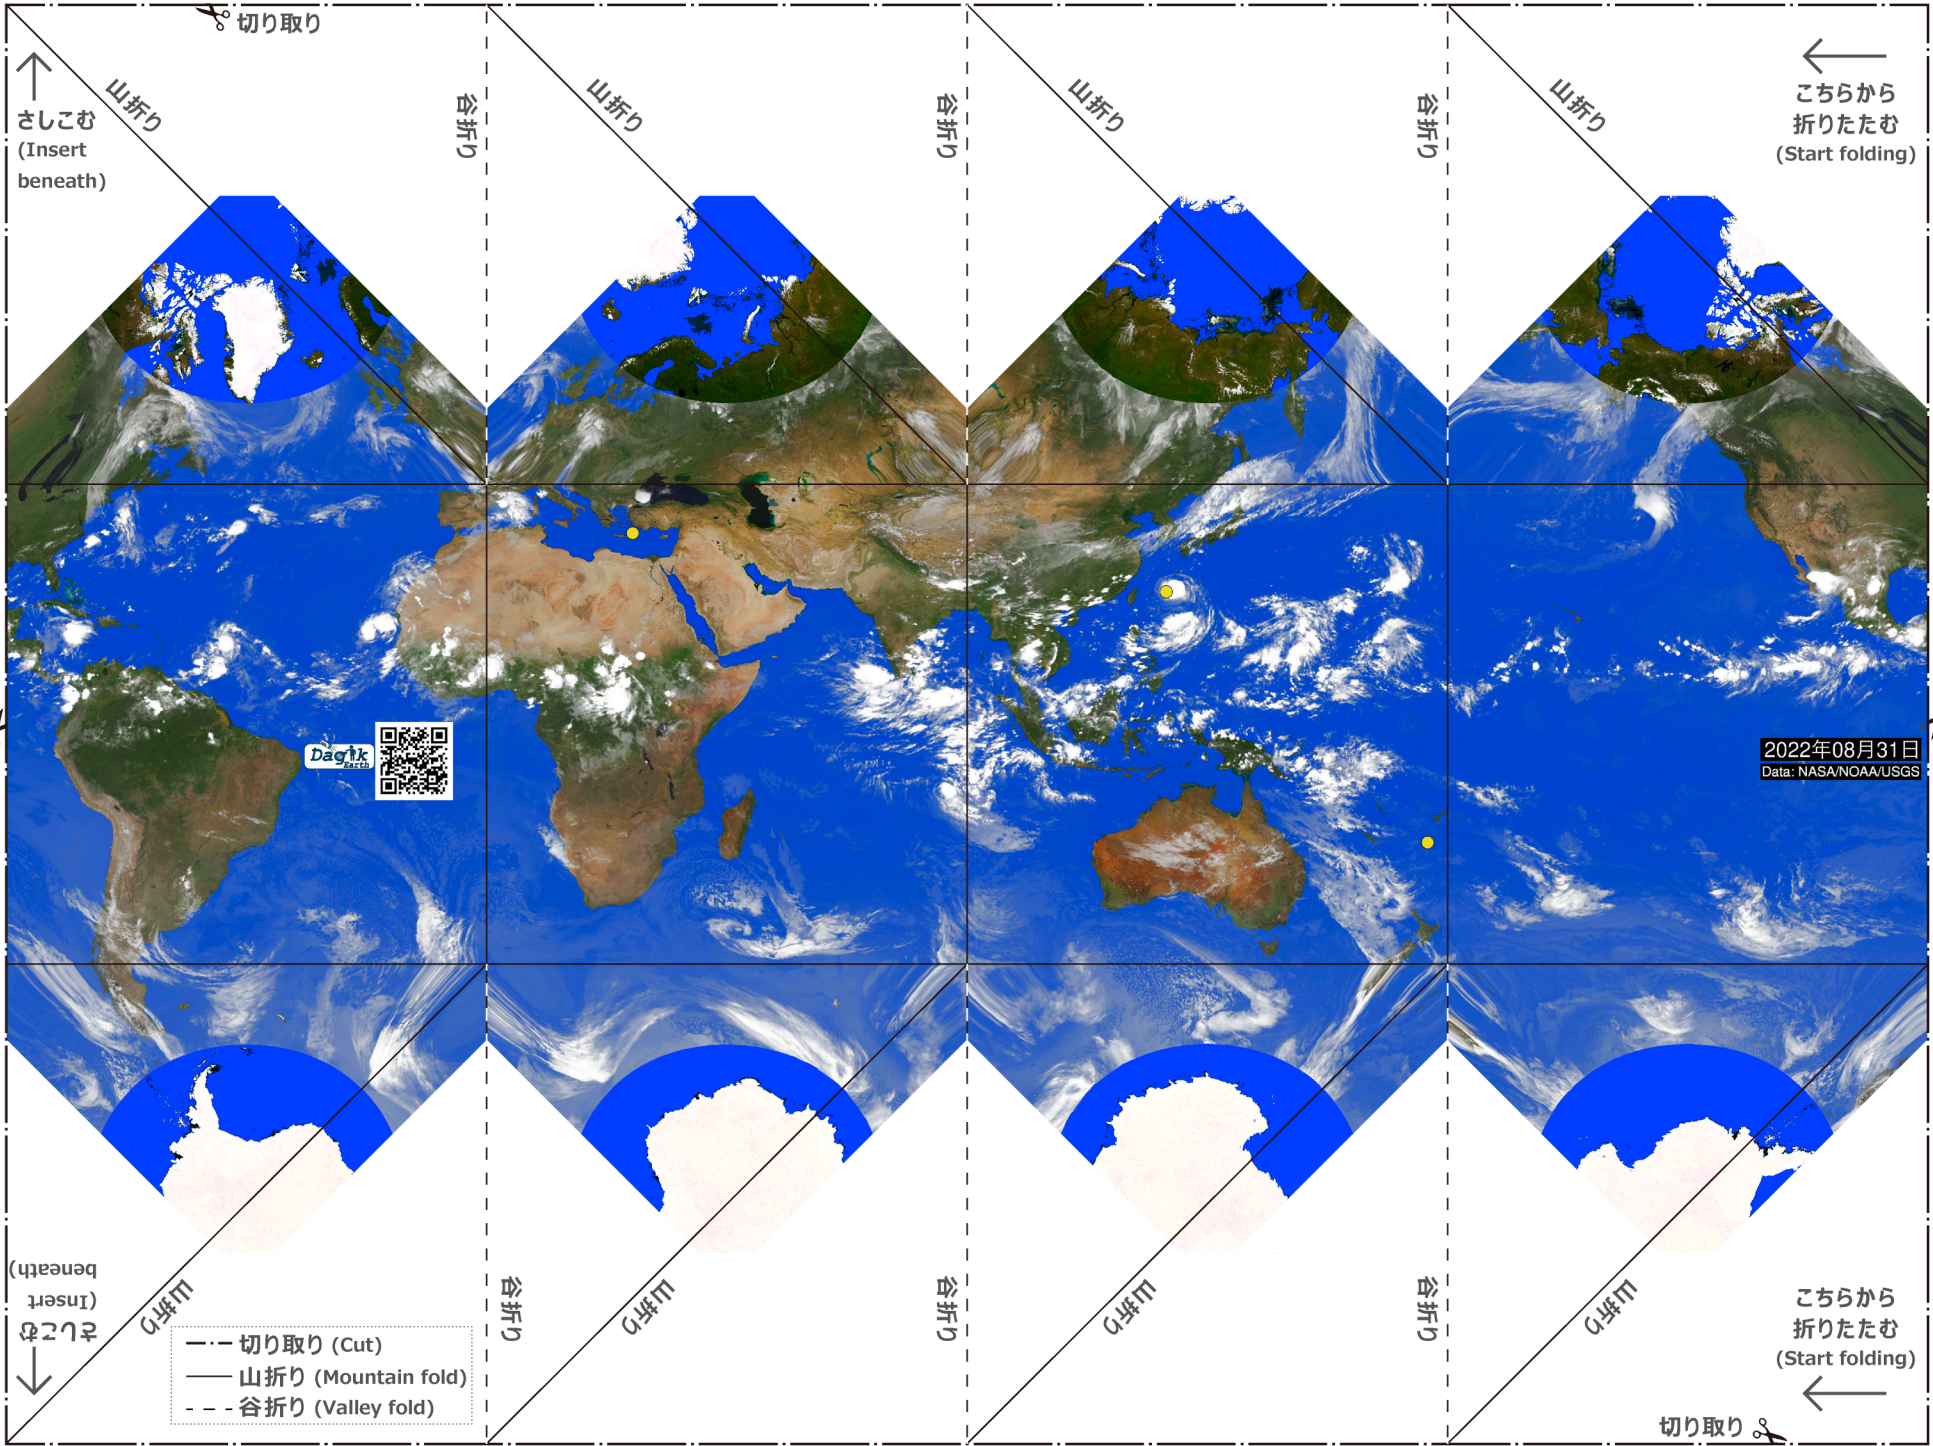 切り取り
山折り
谷折り
山折り
谷折り
山折り
谷折り
山折り
さしこむ
(Insert
beneath)
こちらから
折りたたむ
(Start folding)
Dagik
Earth
2022年08月31日
Data: NASA/NOAA/USGS
さしこむ
(Insert
beneath)
山折り
谷折り
山折り
谷折り
山折り
谷折り
山折り
こちらから
折りたたむ
(Start folding)
切り取り (Cut)
山折り (Mountain fold)
谷折り (Valley fold)
切り取り